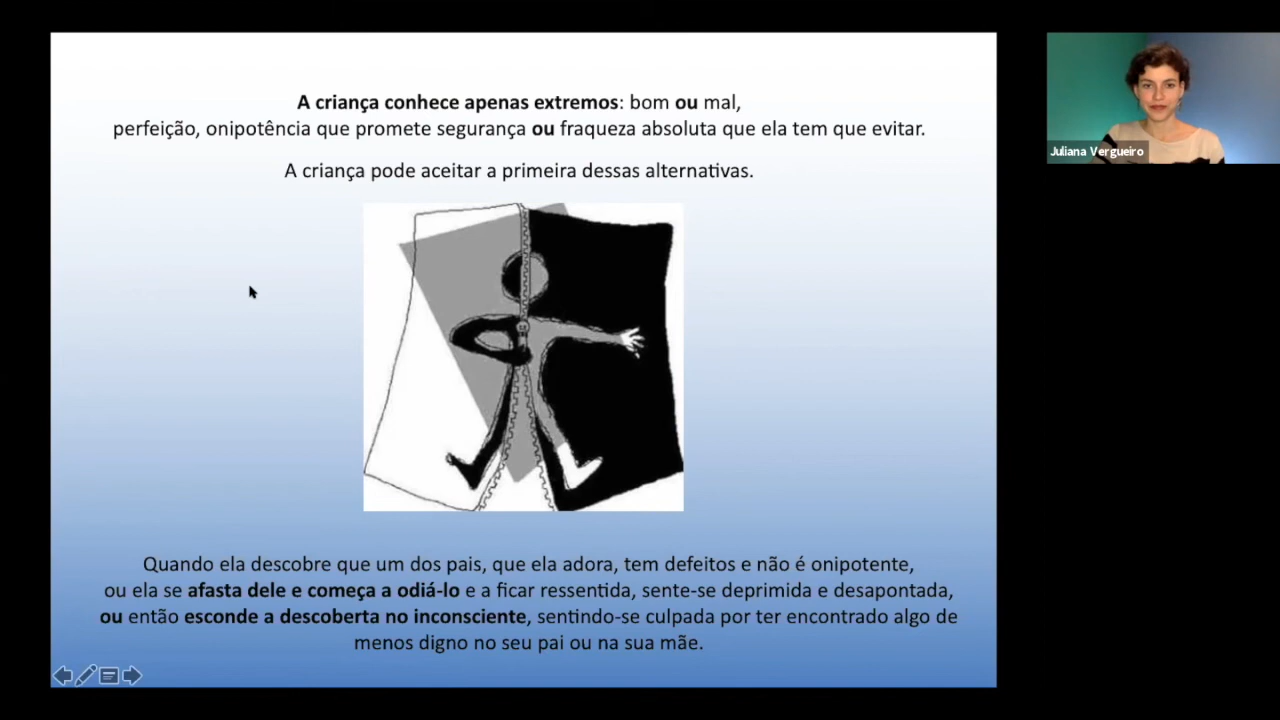 A criança conhece apenas extremos: bom ou mal,
perfeição, onipotência que promete segurança ou fraqueza absoluta que ela tem que evitar.
A criança pode aceitar a primeira dessas alternativas.
Juliana Vergueiro
Quando ela descobre que um dos pais, que ela adora, tem defeitos e não é onipotente,
ou ela se afasta dele e começa a odiá-lo e a ficar ressentida, sente-se deprimida e desapontada,
ou então esconde a descoberta no inconsciente, sentindo-se culpada por ter encontrado algo de
menos digno no seu pai ou na sua mãe.